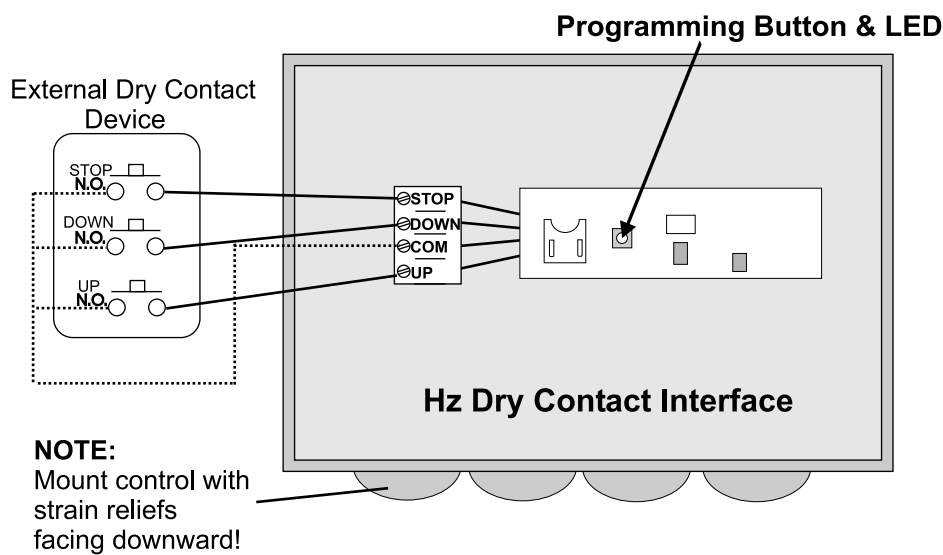 Programming Button & LED
External Dry Contact
Device
STOP
N.O.
DOWN
N.O.
UP
N.O.
STOP
DOWN
COM
UP
Hz Dry Contact Interface
NOTE:
Mount control with
strain reliefs
facing downward!